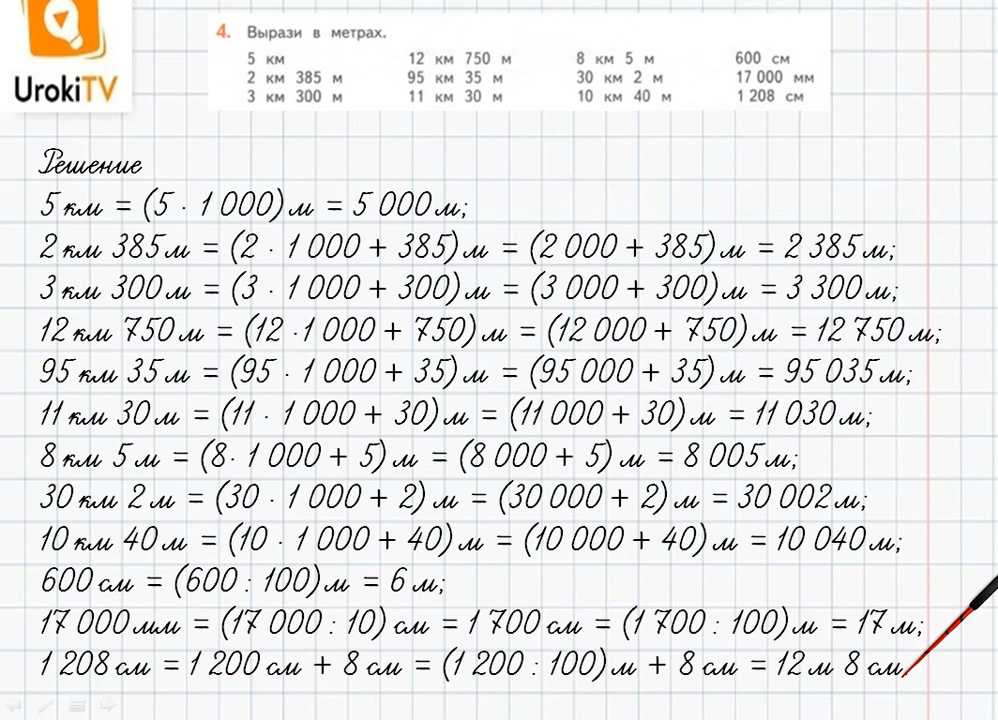 UrokiTV
4. Вырази в метрах.
5 км 12 км 750 м 8 км 5 м 600 см
2 км 385 м 95 км 35 м 30 км 2 м 17 000 мм
3 км 300 м 11 км 30 м 10 км 40 м 1 208 см
Решение
5 км = (5 · 1 000) м = 5 000 м;
2 км 385 м = (2 · 1 000 + 385) м = (2 000 + 385) м = 2 385 м;
3 км 300 м = (3 · 1 000 + 300) м = (3 000 + 300) м = 3 300 м;
12 км 750 м = (12 · 1 000 + 750) м = (12 000 + 750) м = 12 750 м;
95 км 35 м = (95 · 1 000 + 35) м = (95 000 + 35) м = 95 035 м;
11 км 30 м = (11 · 1 000 + 30) м = (11 000 + 30) м = 11 030 м;
8 км 5 м = (8 · 1 000 + 5) м = (8 000 + 5) м = 8 005 м;
30 км 2 м = (30 · 1 000 + 2) м = (30 000 + 2) м = 30 002 м;
10 км 40 м = (10 · 1 000 + 40) м = (10 000 + 40) м = 10 040 м;
600 см = (600 : 100) м = 6 м;
17 000 мм = (17 000 : 10) см = 1 700 см = (1 700 : 100) м = 17 м;
1 208 см = 1 200 см + 8 см = (1 200 : 100) м + 8 см = 12 м 8 см